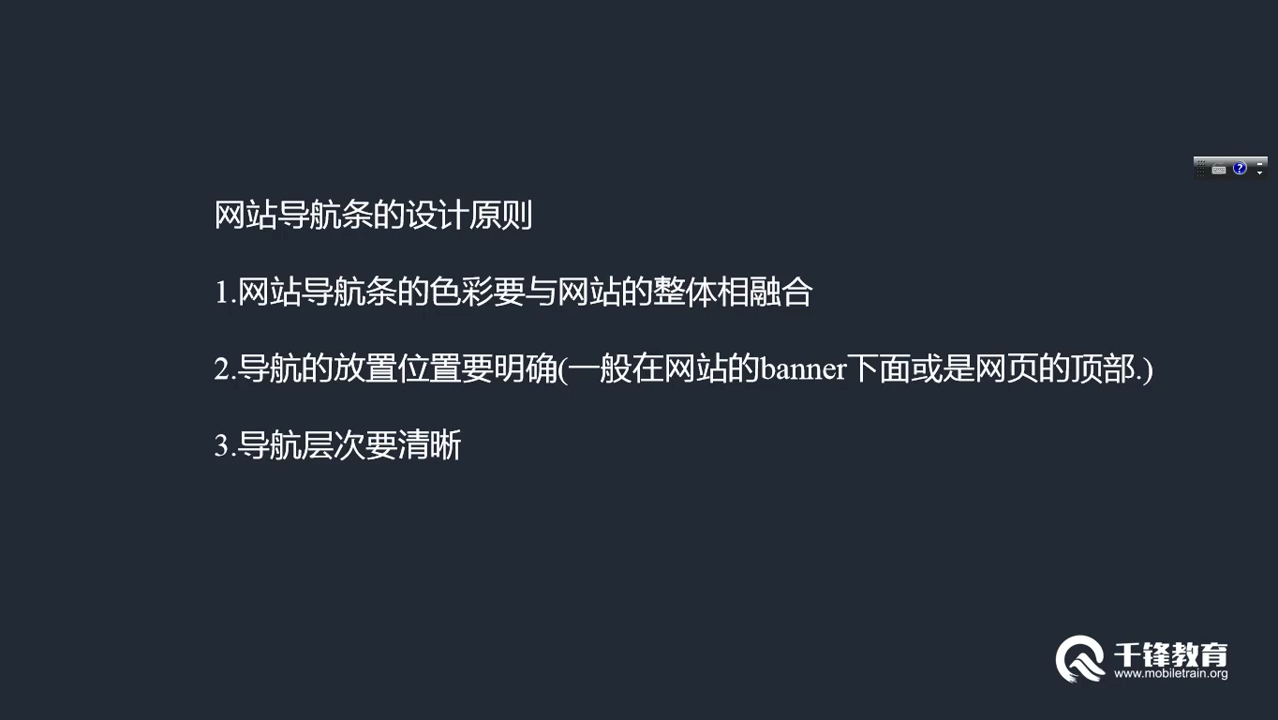 网站导航条的设计原则
1.网站导航条的色彩要与网站的整体相融合
2.导航的放置位置要明确(一般在网站的banner下面或是网页的顶部.)
3.导航层次要清晰
千锋教育
www.mobiletrain.org